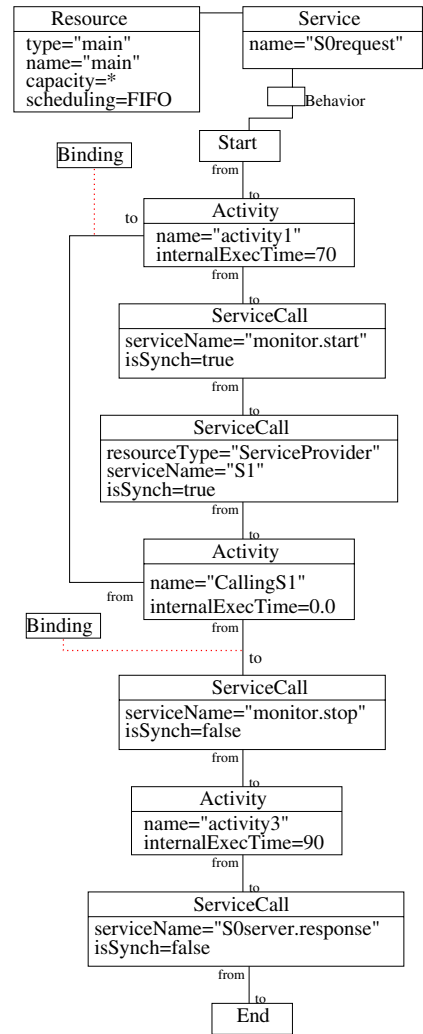 Resource
type="main"
name="main"
capacity=*
scheduling=FIFO
Service
name="S0request"
Behavior
Start
from
Binding
to
to
Activity
name="activity1"
internalExecTime=70
from
to
ServiceCall
serviceName="monitor.start"
isSynch=true
from
to
ServiceCall
resourceType="ServiceProvider"
serviceName="S1"
isSynch=true
from
to
Activity
name="CallingS1"
internalExecTime=0.0
from
from
Binding
to
ServiceCall
serviceName="monitor.stop"
isSynch=false
from
to
Activity
name="activity3"
internalExecTime=90
from
to
ServiceCall
serviceName="S0server.response"
isSynch=false
from
to
End